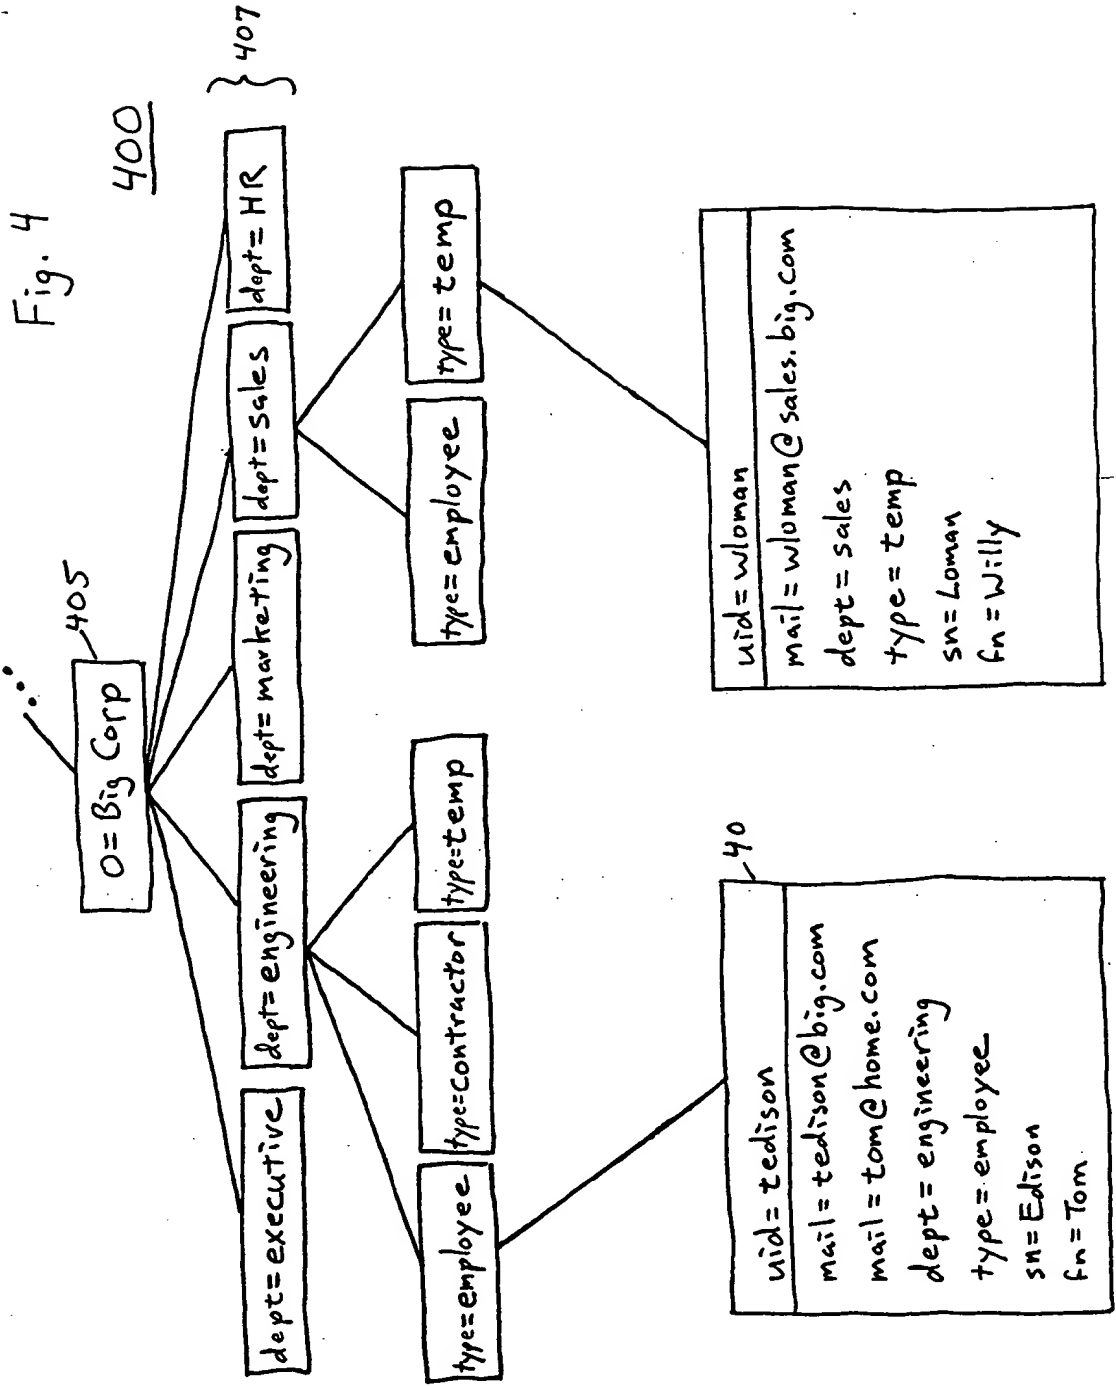 Fig. 4
400
405
O=Big Corp
407
dept=executive
dept=engineering
dept=marketing
dept=sales
dept=HR
type=employee
type=contractor
type=temp
type=employee
type=temp
40
uid=tedison
mail=tedison@big.com
mail=tom@home.com
dept=engineering
type=employee
sn=Edison
fn=Tom
uid=wloman
mail=wloman@sales.big.com
dept=sales
type=temp
sn=Loman
fn=Willy